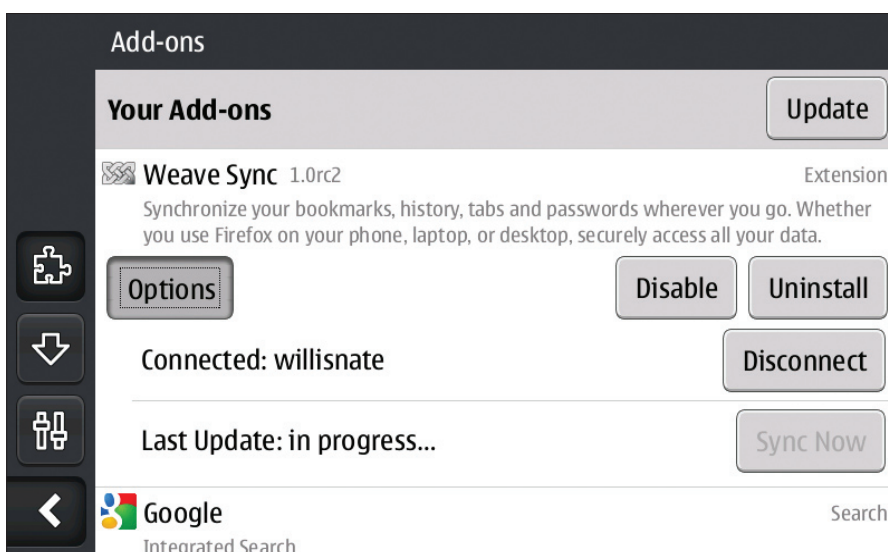 Add-ons
Your Add-ons
Update
Weave Sync 1.0rc2 Extension
Synchronize your bookmarks, history, tabs and passwords wherever you go. Whether
you use Firefox on your phone, laptop, or desktop, securely access all your data.
Options Disable Uninstall
Connected: willisnate Disconnect
Last Update: in progress... Sync Now
Google Search
Integrated Search